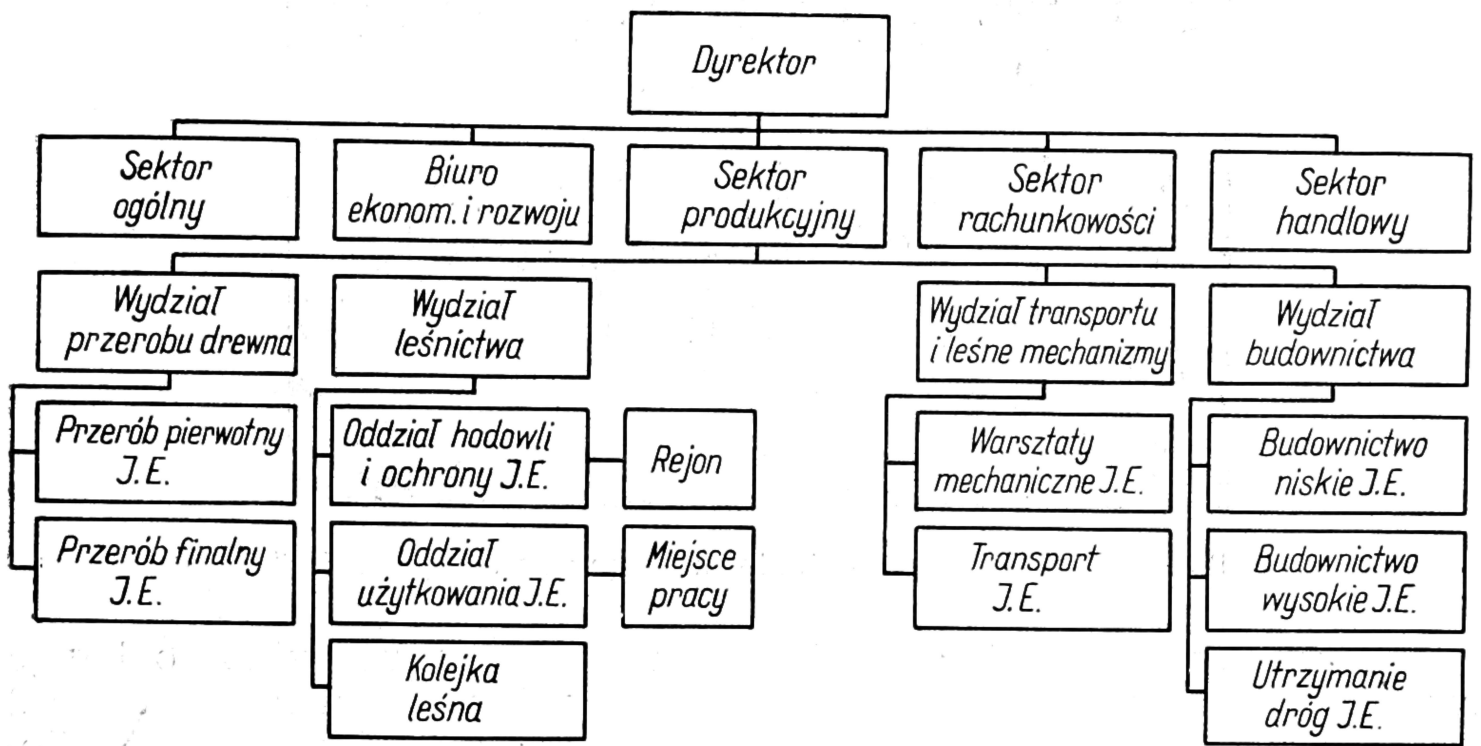 Dyrektor
Sektor
ogólny
Biuro
ekonom. i rozwoju
Sektor
produkcyjny
Sektor
rachunkowości
Sektor
handlowy
Wydział
przerobu drewna
Wydział
leśnictwa
Wydział transportu
i leśne mechanizmy
Wydział
budownictwa
Przerób pierwotny
J.E.
Przerób finalny
J.E.
Oddział hodowli
i ochrony J.E.
Rejon
Oddział
użytkowania J.E.
Miejsce
pracy
Kolejka
leśna
Warsztaty
mechaniczne J.E.
Transport
J.E.
Budownictwo
niskie J.E.
Budownictwo
wysokie J.E.
Utrzymanie
dróg J.E.